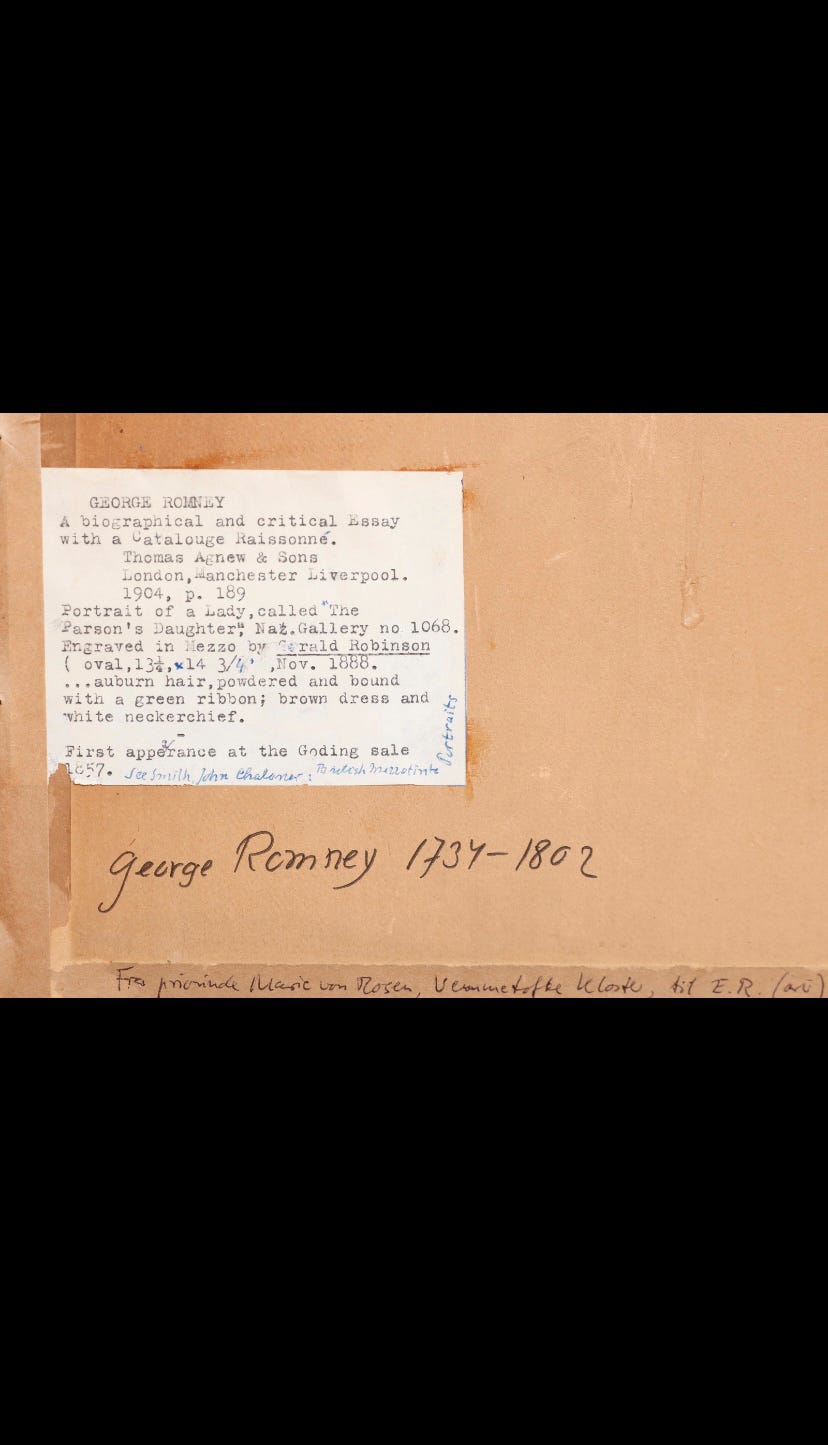 GEORGE ROMNEY
A biographical and critical Essay
with a Catalouge Raissonné.
Thomas Agnew & Sons
London, Manchester Liverpool.
1904, p. 189
Portrait of a Lady, called "The
Parson's Daughter", Nat. Gallery no 1068.
Engraved in Mezzo by Gerald Robinson
( oval, 13½, x14 3/4" , Nov. 1888.
...auburn hair, powdered and bound
with a green ribbon; brown dress and
white neckerchief.
First apperance at the Goding sale
1857. See Smith, John Chaloner: British Mezzotinto
Portraits
George Romney 1734-1802
Fra priorinde Marie von Rosen, Vemmetofte Kloster, til E.R. (arv)